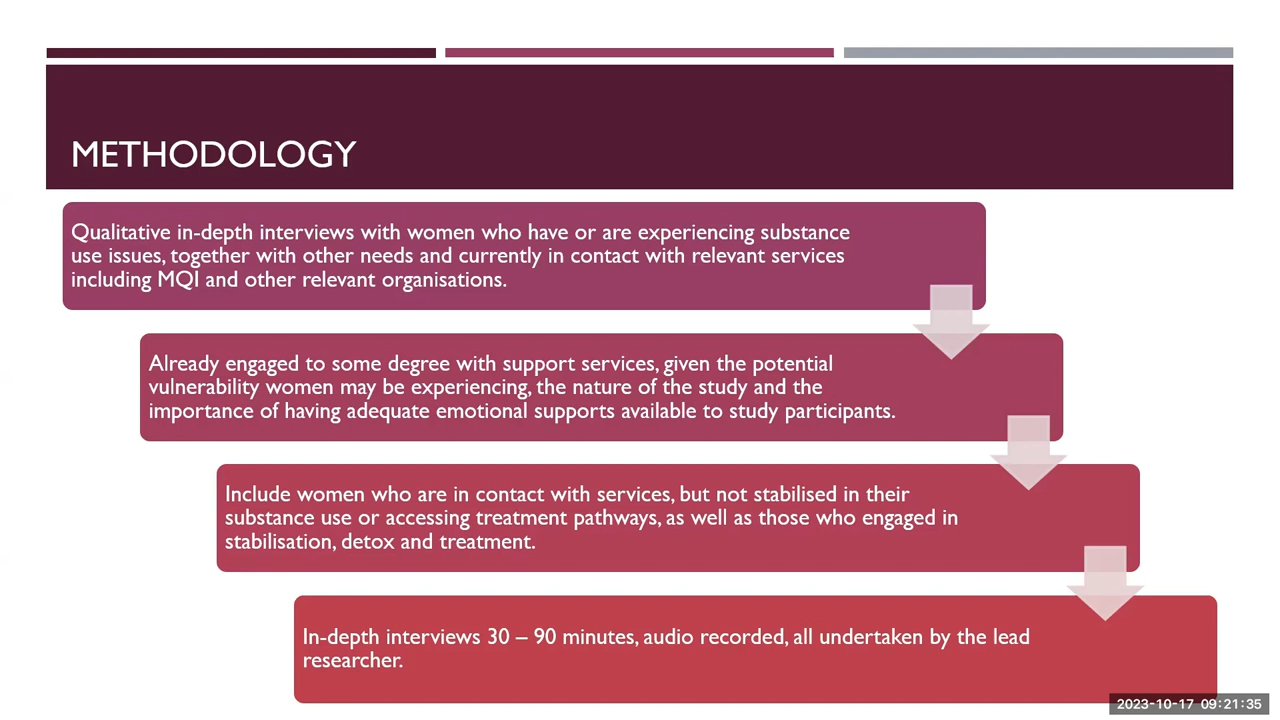 METHODOLOGY
Qualitative in-depth interviews with women who have or are experiencing substance
use issues, together with other needs and currently in contact with relevant services
including MQI and other relevant organisations.
Already engaged to some degree with support services, given the potential
vulnerability women may be experiencing, the nature of the study and the
importance of having adequate emotional supports available to study participants.
Include women who are in contact with services, but not stabilised in their
substance use or accessing treatment pathways, as well as those who engaged in
stabilisation, detox and treatment.
In-depth interviews 30 – 90 minutes, audio recorded, all undertaken by the lead
researcher.
2023-10-17 09:21:35